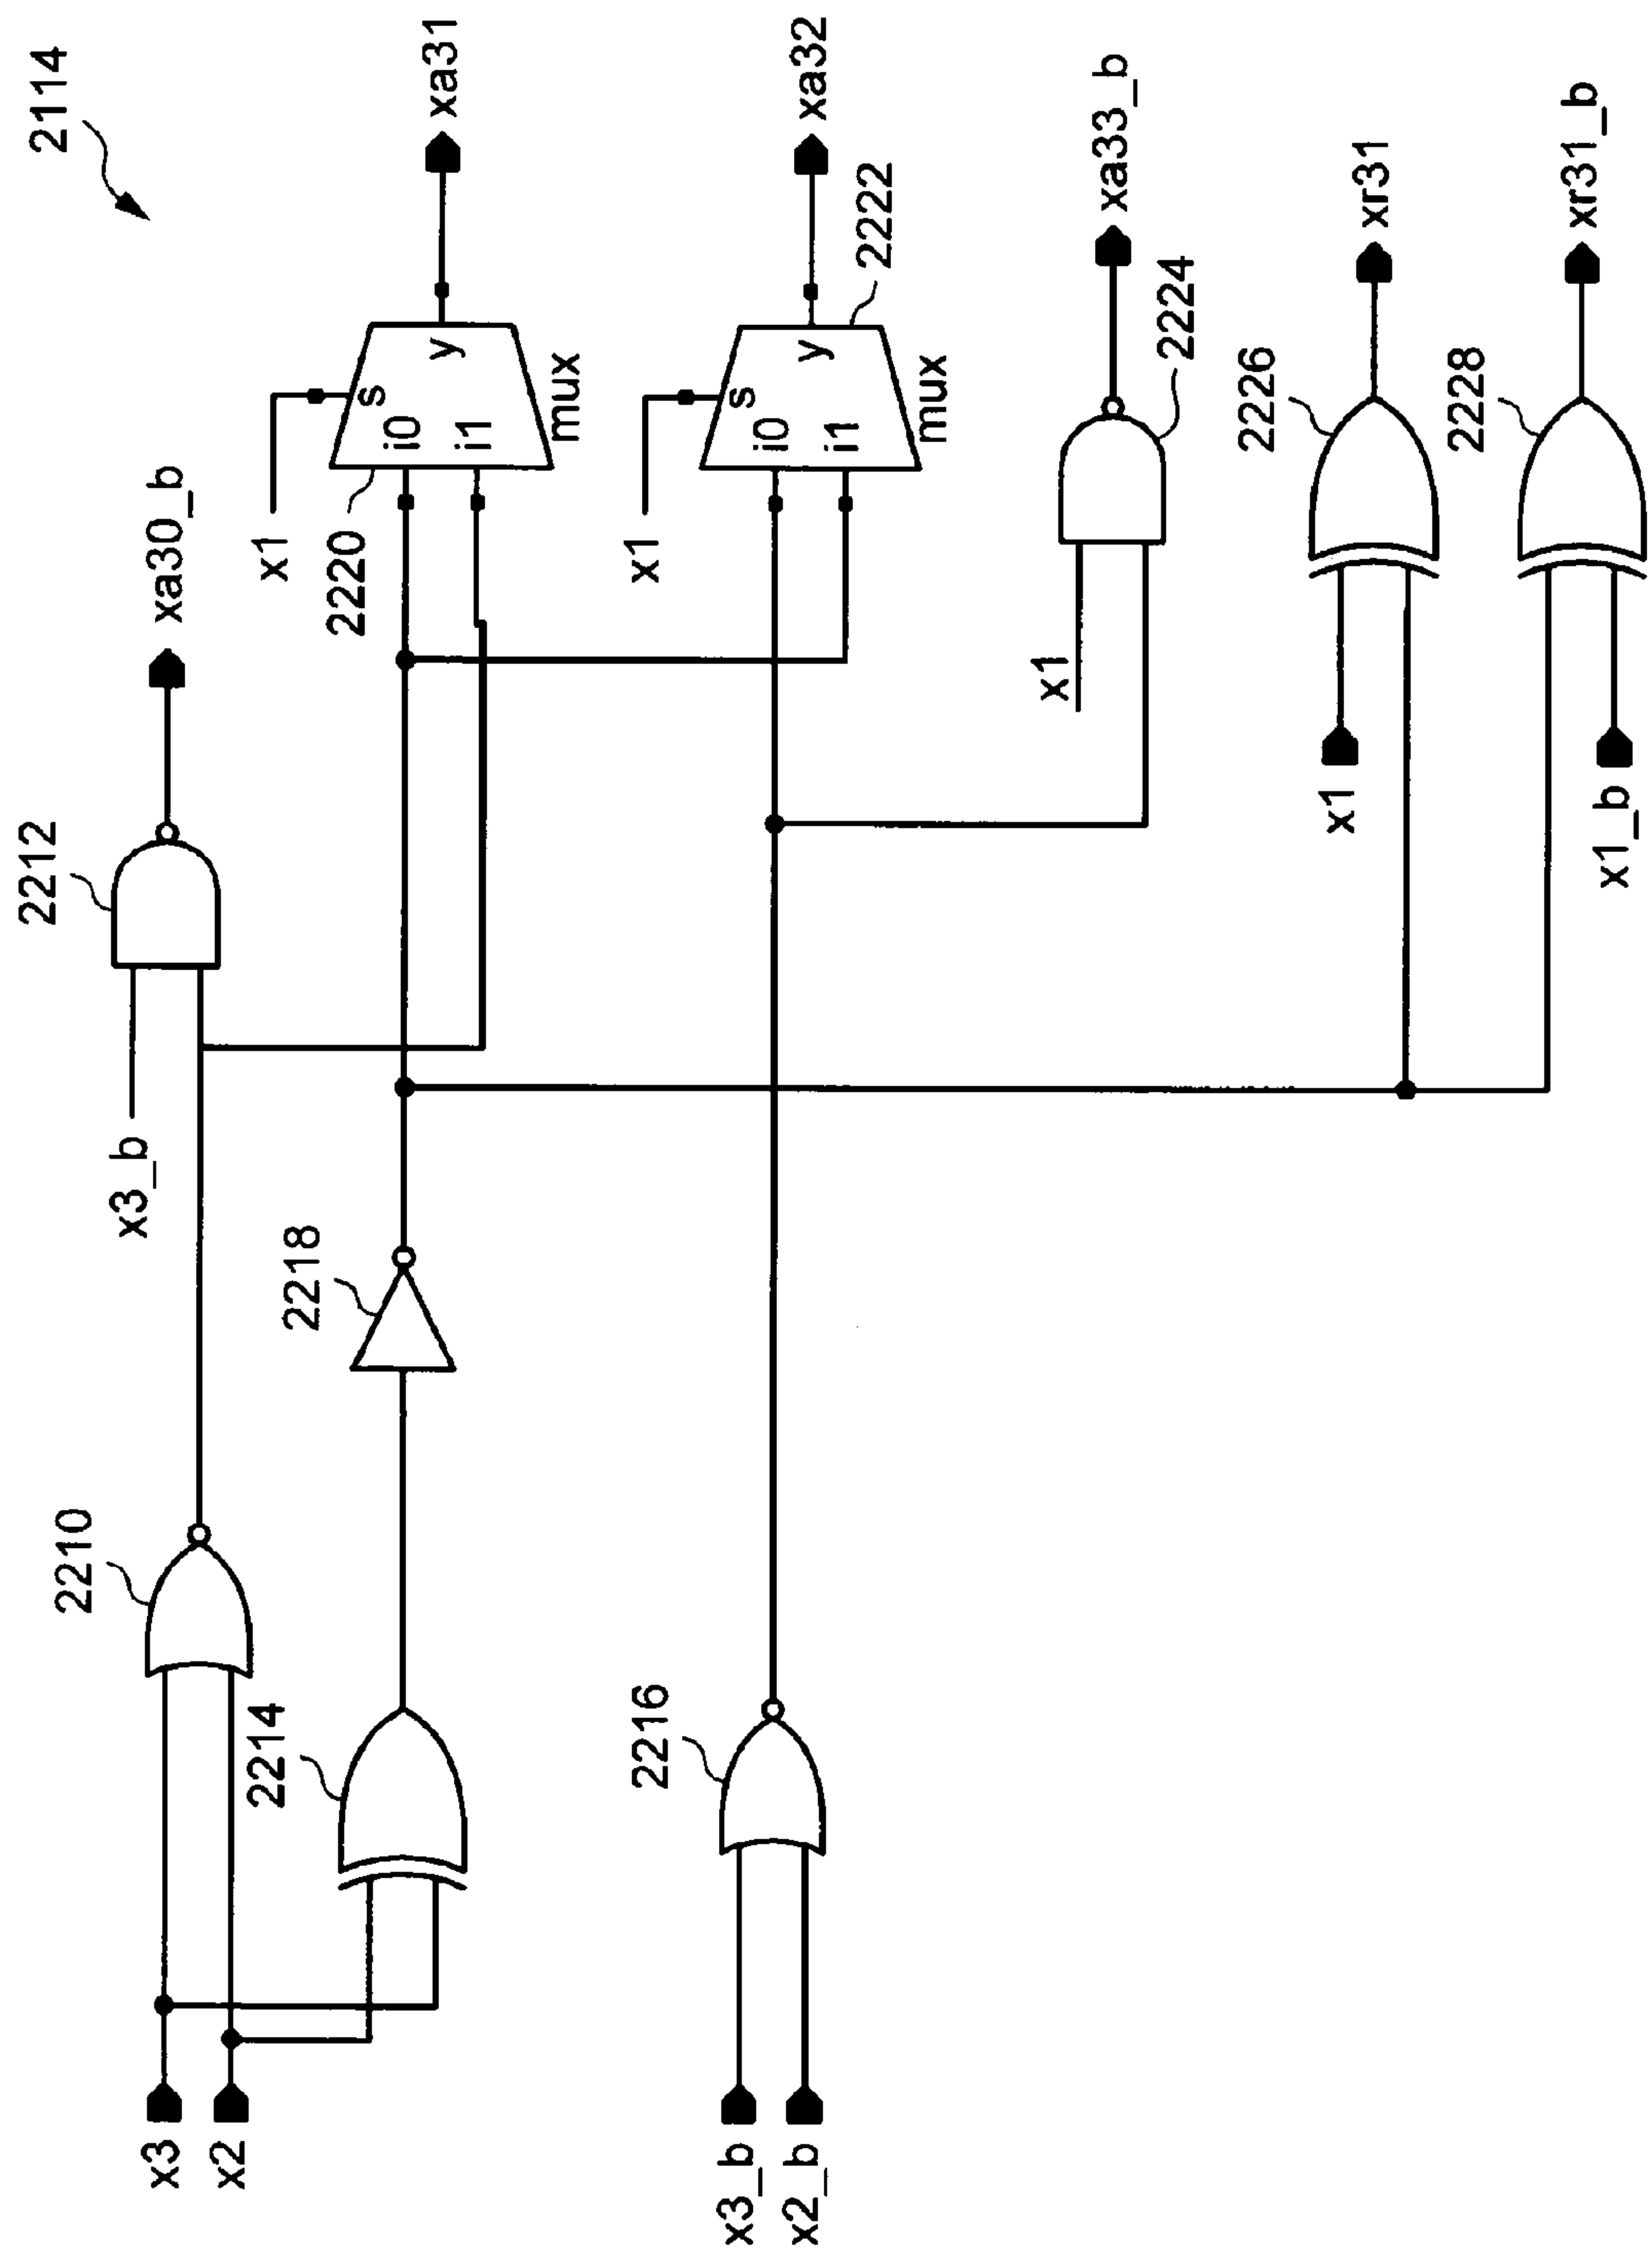 2114
xa31
xa32
xa33_b
xr31
xr31_b
xa30_b
x1
s
y
i0
i1
mux
2220
x1
s
y
i0
i1
mux
2222
x1
2224
2226
x1
2228
x1_b
2212
x3_b
2218
2210
2214
2216
x3
x2
x3_b
x2_b